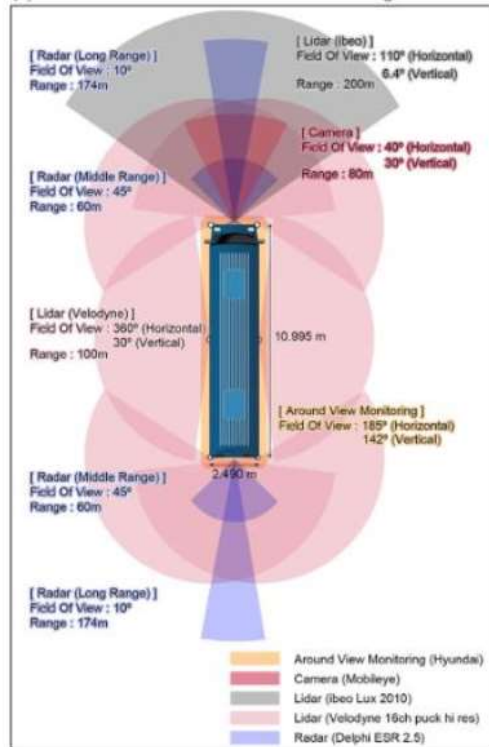 [ Radar (Long Range) ]
Field Of View : 10º
Range : 174m
[ Lidar (ibeo) ]
Field Of View : 110º (Horizontal)
6.4º (Vertical)
Range : 200m
[ Camera ]
Field Of View : 40º (Horizontal)
30º (Vertical)
Range : 80m
[ Radar (Middle Range) ]
Field Of View : 45º
Range : 60m
[ Lidar (Velodyne) ]
Field Of View : 360º (Horizontal)
30º (Vertical)
Range : 100m
10.995 m
[ Around View Monitoring ]
Field Of View : 185º (Horizontal)
142º (Vertical)
2.490 m
[ Radar (Middle Range) ]
Field Of View : 45º
Range : 60m
[ Radar (Long Range) ]
Field Of View : 10º
Range : 174m
Around View Monitoring (Hyundai)
Camera (Mobileye)
Lidar (ibeo Lux 2010)
Lidar (Velodyne 16ch puck hi res)
Radar (Delphi ESR 2.5)